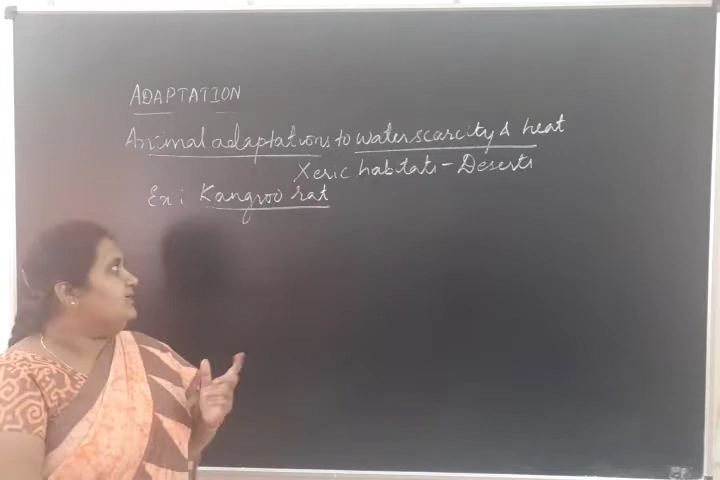 ADAPTATION
Animal adaptations to water scarcity & heat
Xeric habitats - Deserts
Ex: Kangroo rat